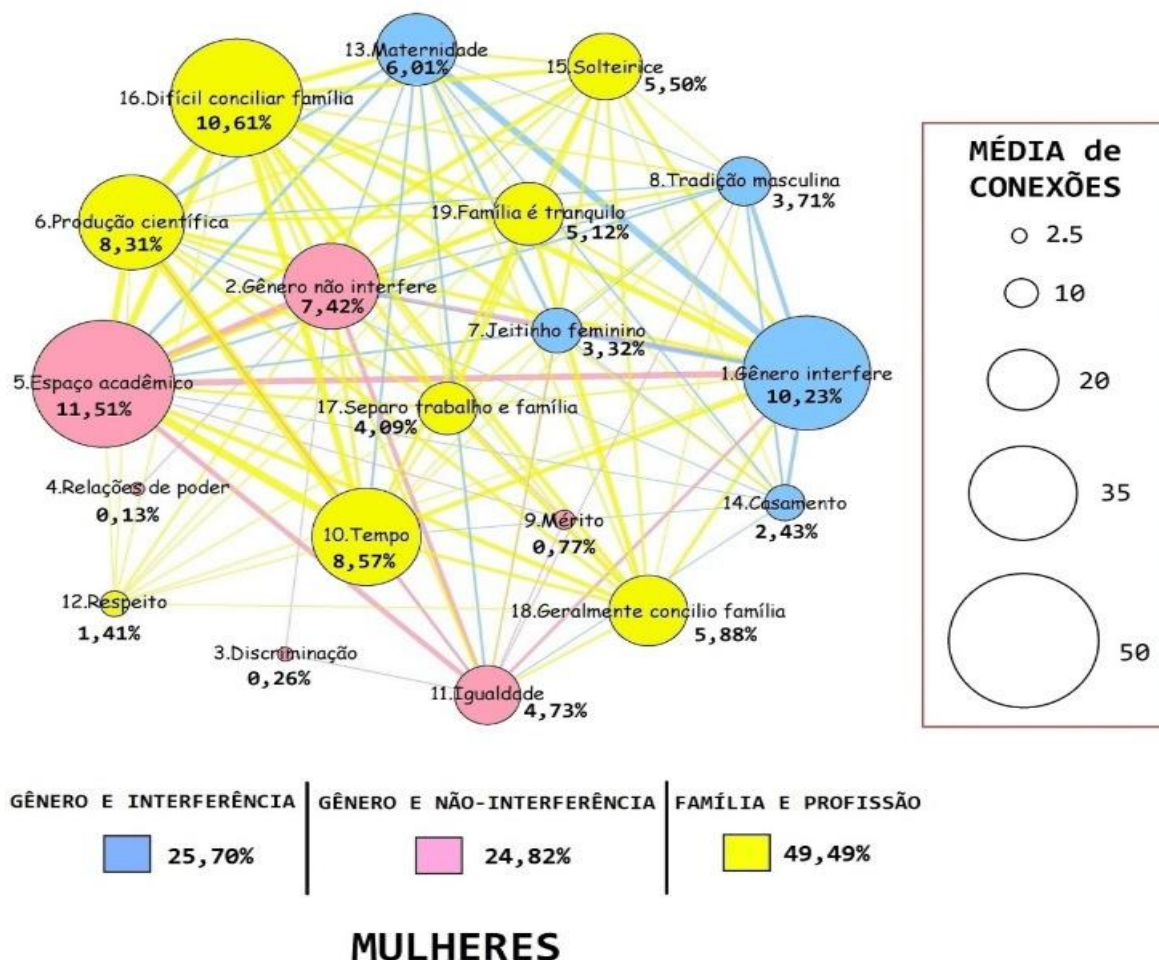 13.Maternidade
6,01%
15.Solteirice
5,50%
16.Difícil conciliar família
10,61%
8.Tradição masculina
3,71%
6.Produção científica
8,31%
19.Família é tranquilo
5,12%
2.Gênero não interfere
7,42%
7.Jeitinho feminino
3,32%
5.Espaço acadêmico
11,51%
1.Gênero interfere
10,23%
17.Separo trabalho e família
4,09%
4.Relações de poder
0,13%
14.Casamento
2,43%
9.Mérito
0,77%
10.Tempo
8,57%
12.Respeito
1,41%
18.Geralmente concilio família
5,88%
3.Discriminação
0,26%
11.Igualdade
4,73%
MÉDIA de
CONEXÕES
2.5
10
20
35
50
GÊNERO E INTERFERÊNCIA
25,70%
GÊNERO E NÃO-INTERFERÊNCIA
24,82%
FAMÍLIA E PROFISSÃO
49,49%
MULHERES